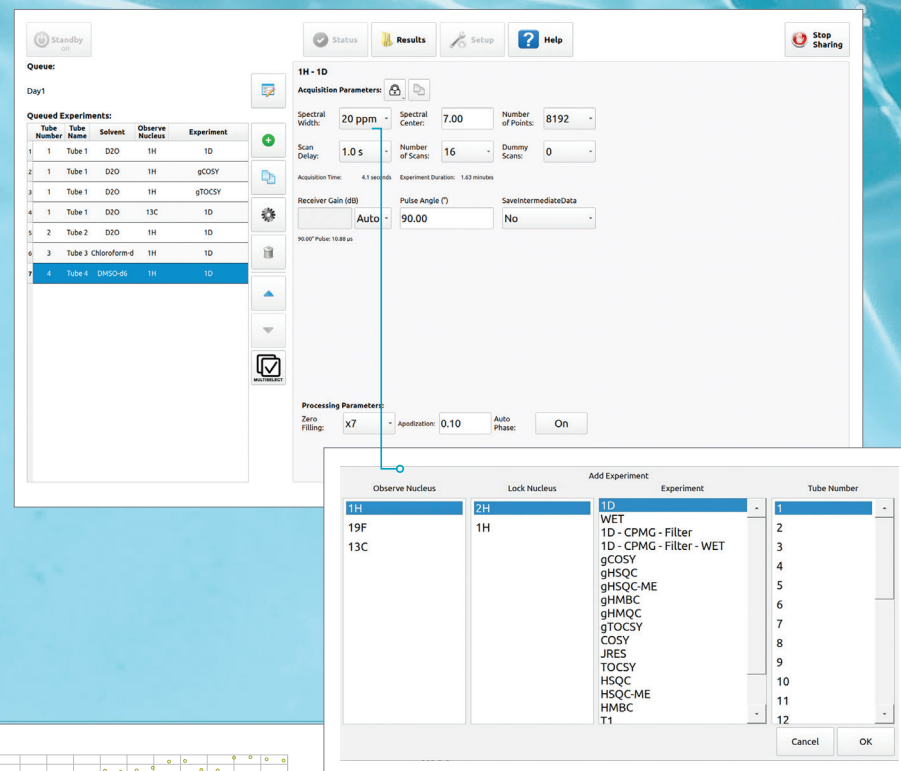 Standby
on
Status
Results
Setup
? Help
Stop
Sharing
Queue:
Day1
Queued Experiments:
Tube Number Tube Name Solvent Observe Nucleus Experiment
1 1 Tube 1 D2O 1H 1D
2 1 Tube 1 D2O 1H gCOSY
3 1 Tube 1 D2O 1H gTOCSY
4 1 Tube 1 D2O 13C 1D
5 2 Tube 2 D2O 1H 1D
6 3 Tube 3 Chloroform-d 1H 1D
7 4 Tube 4 DMSO-d6 1H 1D
MULTISELECT
1H - 1D
Acquisition Parameters:
Spectral Width: 20 ppm Spectral Center: 7.00 Number of Points: 8192
Scan Delay: 1.0 s Number of Scans: 16 Dummy Scans: 0
Acquisition Time: 4.1 seconds Experiment Duration: 1.63 minutes
Receiver Gain (dB) Pulse Angle (°) SaveIntermediateData
Auto 90.00 No
90.00° Pulse: 10.88 µs
Processing Parameters:
Zero Filling: x7 Apodization: 0.10 Auto Phase: On
Add Experiment
Observe Nucleus Lock Nucleus Experiment Tube Number
1H
19F
13C
2H
1H
1D
WET
1D - CPMG - Filter
1D - CPMG - Filter - WET
gCOSY
gHSQC
gHSQC-ME
gHMBC
gHMQC
gTOCSY
COSY
JRES
TOCSY
HSQC
HSQC-ME
HMBC
T1
1
2
3
4
5
6
7
8
9
10
11
12
Cancel OK